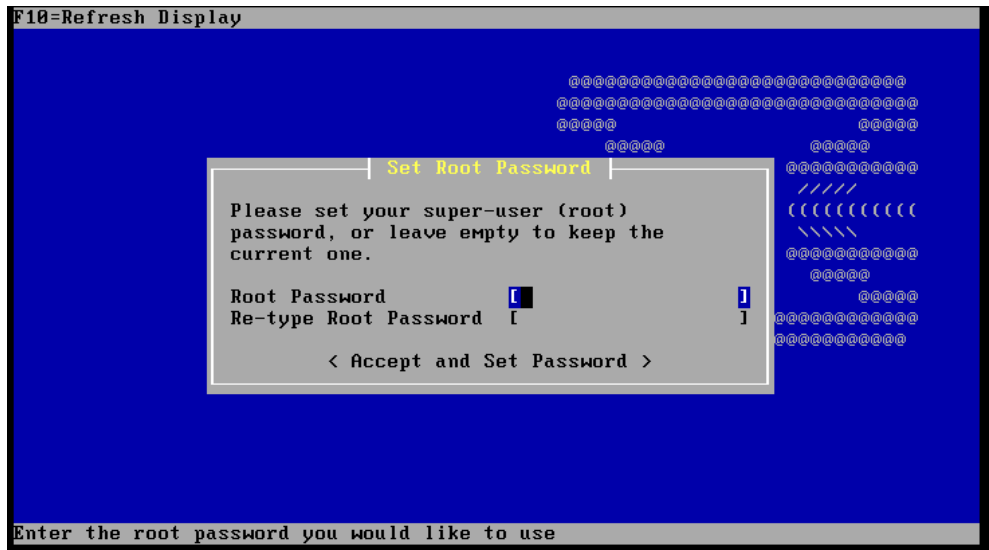 F10=Refresh Display
@@@@@@@@@@@@@@@@@@@@@@@@@@@@
@@@@@@@@@@@@@@@@@@@@@@@@@@@@@@
@@@@@ @@@@@
@@@@@ @@@@@
Set Root Password @@@@@@@@@@@
/////
Please set your super-user (root) (((((((((((
password, or leave empty to keep the \\\\\
current one. @@@@@@@@@@@
@@@@@
Root Password [ ] @@@@@
Re-type Root Password [ ] @@@@@@@@@@@@
@@@@@@@@@@@
< Accept and Set Password >
Enter the root password you would like to use